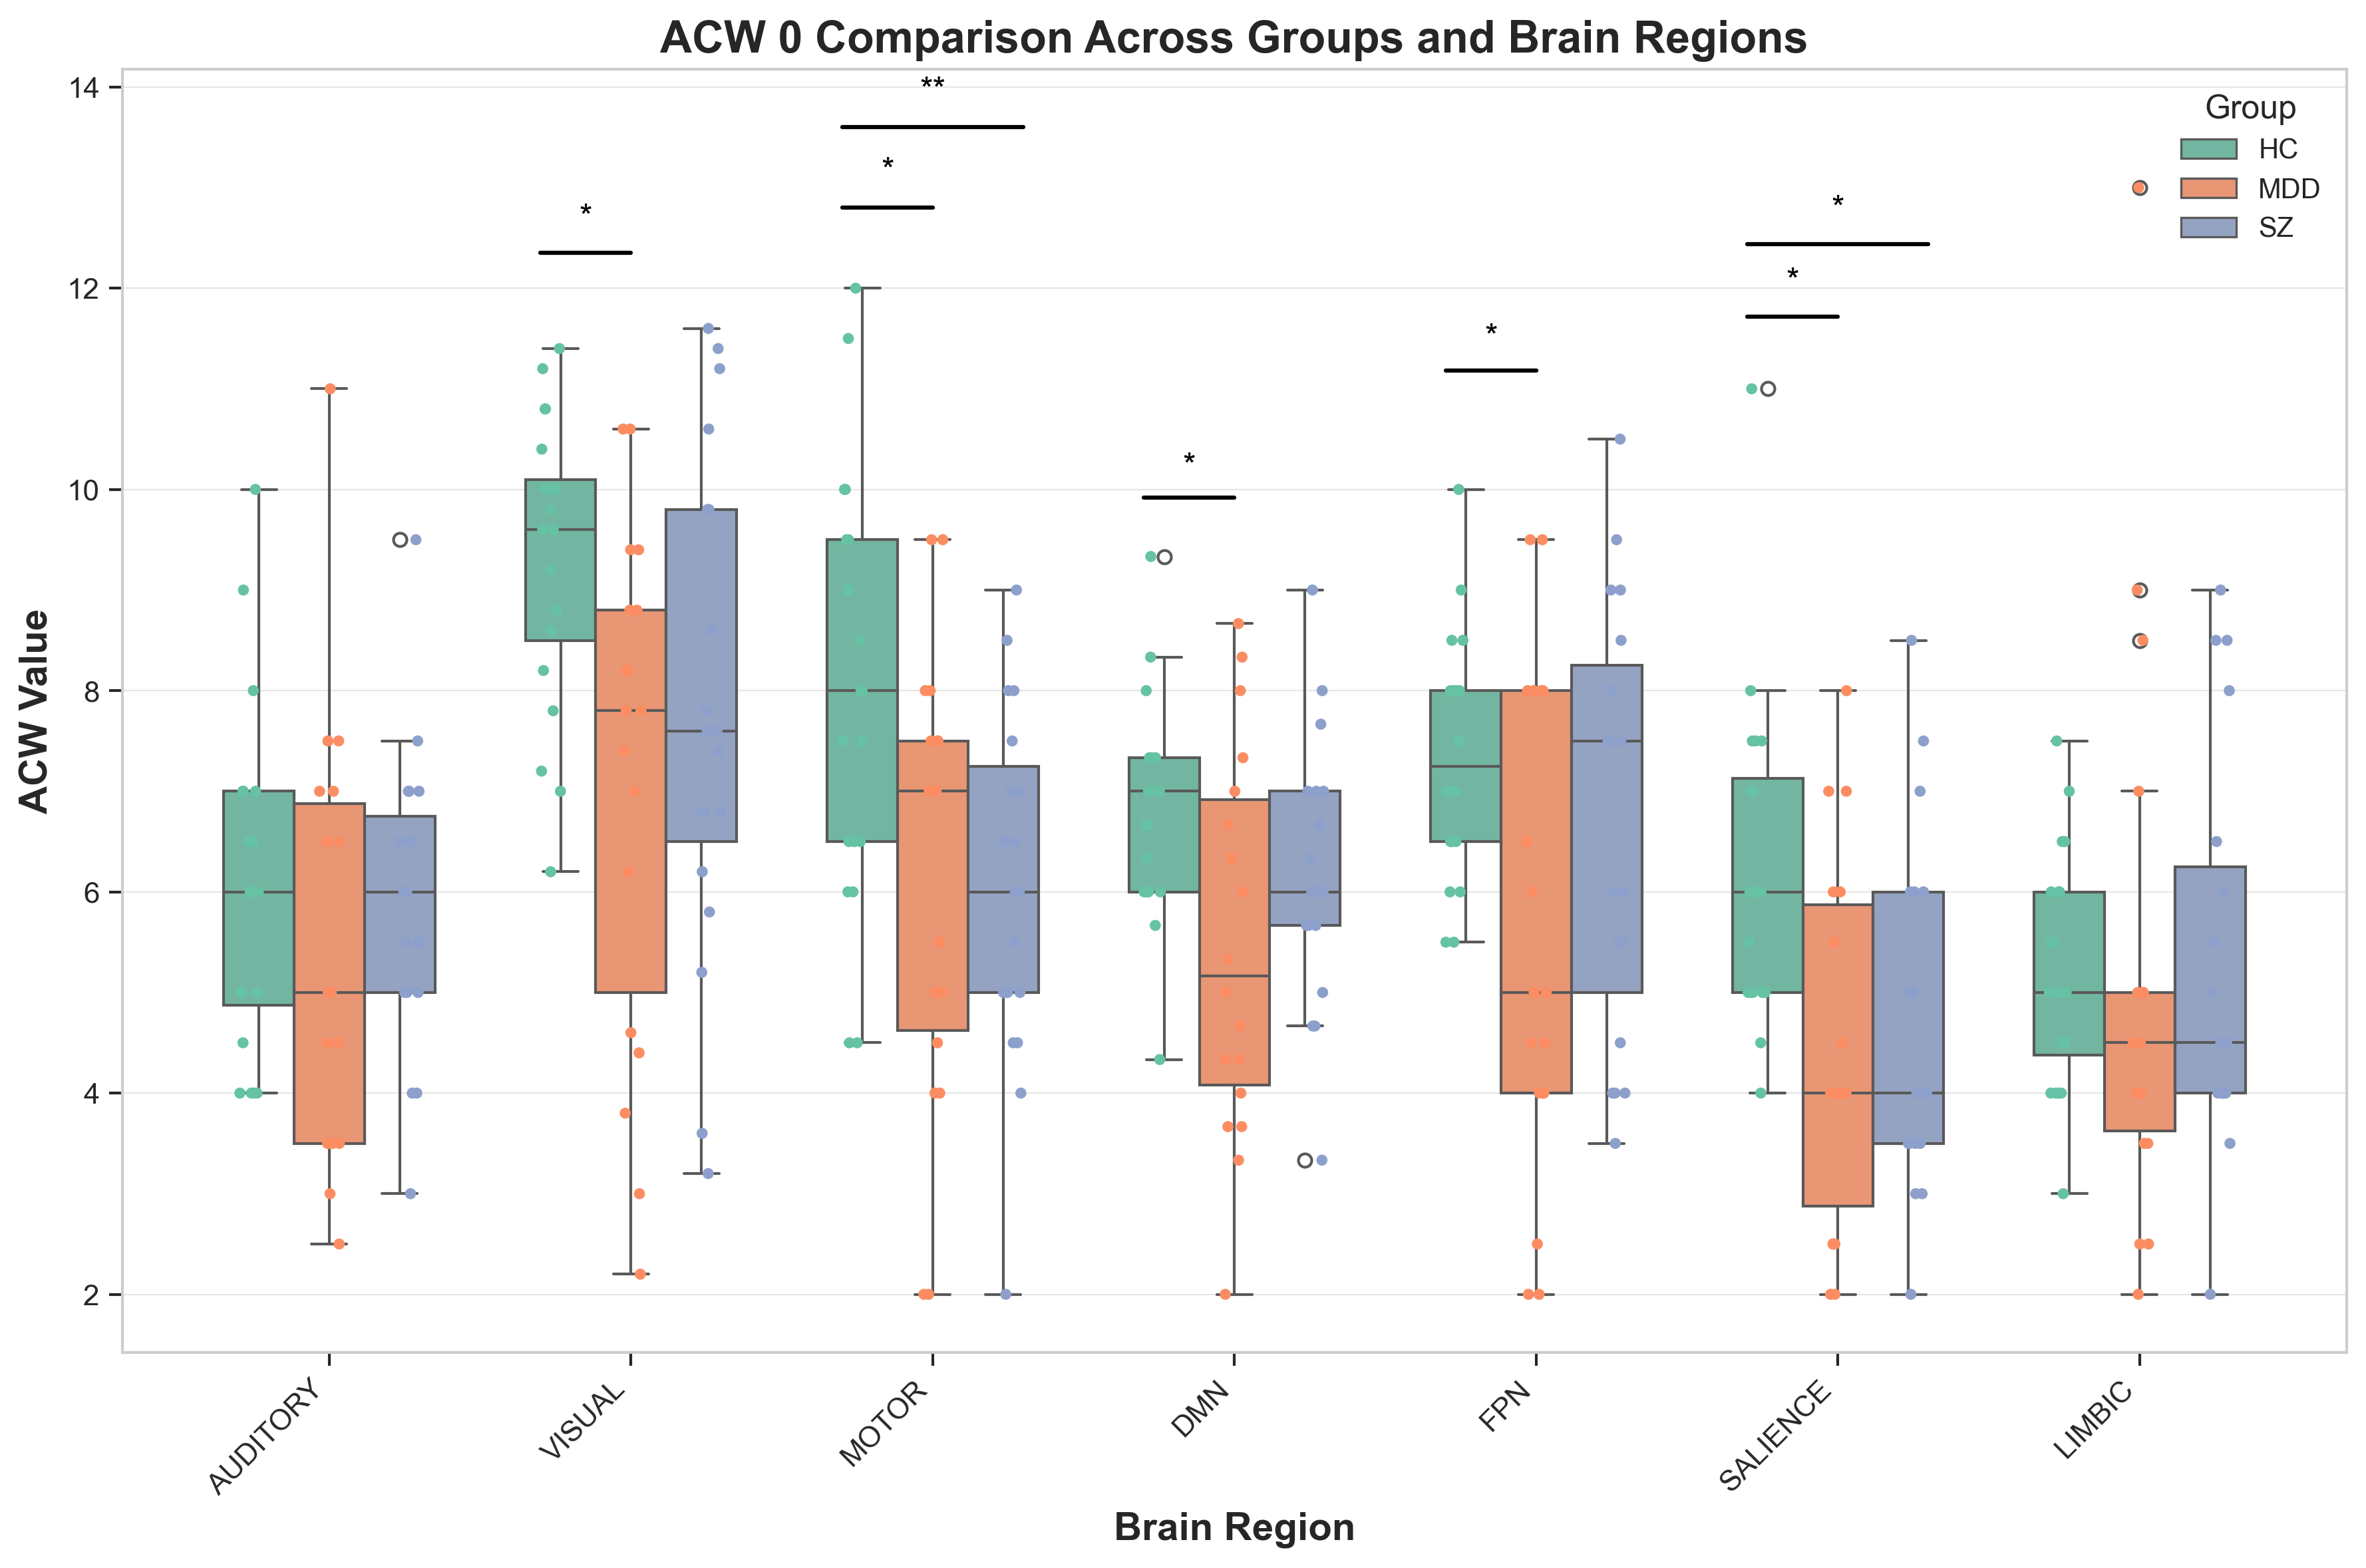 ACW 0 Comparison Across Groups and Brain Regions
14
12
10
8
6
4
2
ACW Value
**
*
*
*
*
*
*
*
Group
HC
MDD
SZ
AUDITORY
VISUAL
MOTOR
DMN
FPN
SALIENCE
LIMBIC
Brain Region